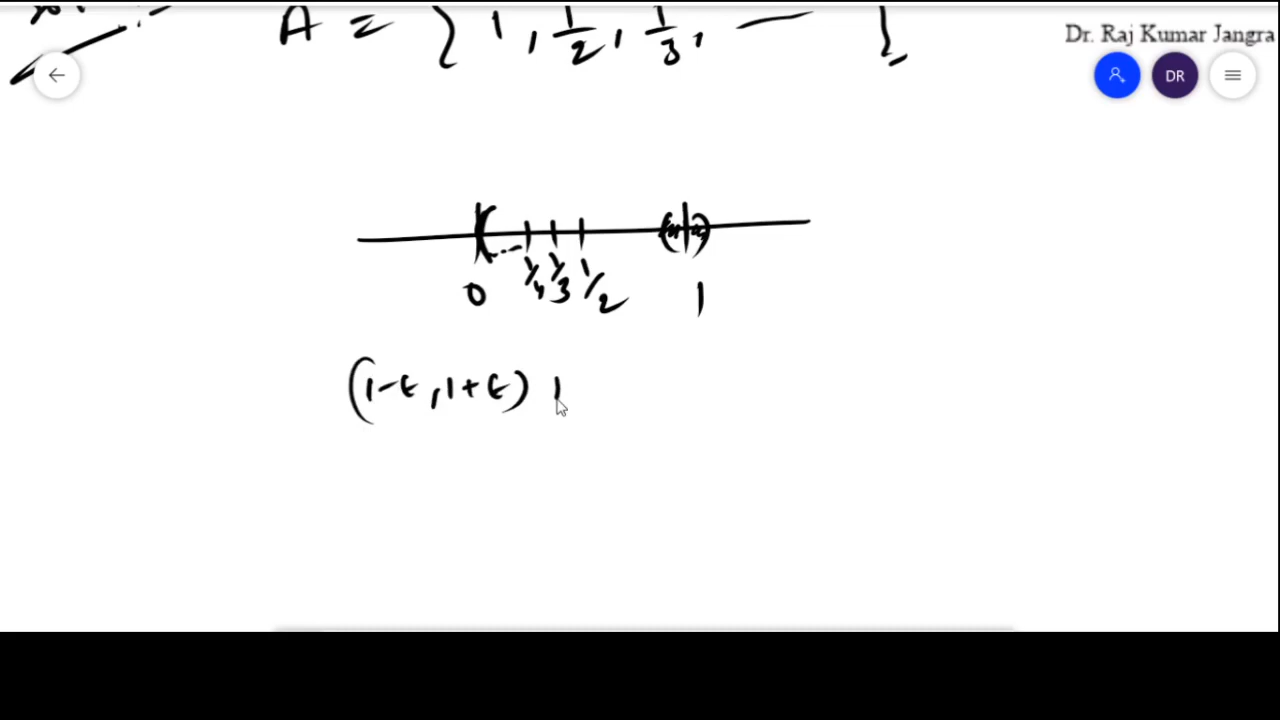 A = { 1, 1/2, 1/3, — }
Dr. Raj Kumar Jangra
DR
0 1/4 1/3 1/2 1
(1-ε, 1+ε) 1